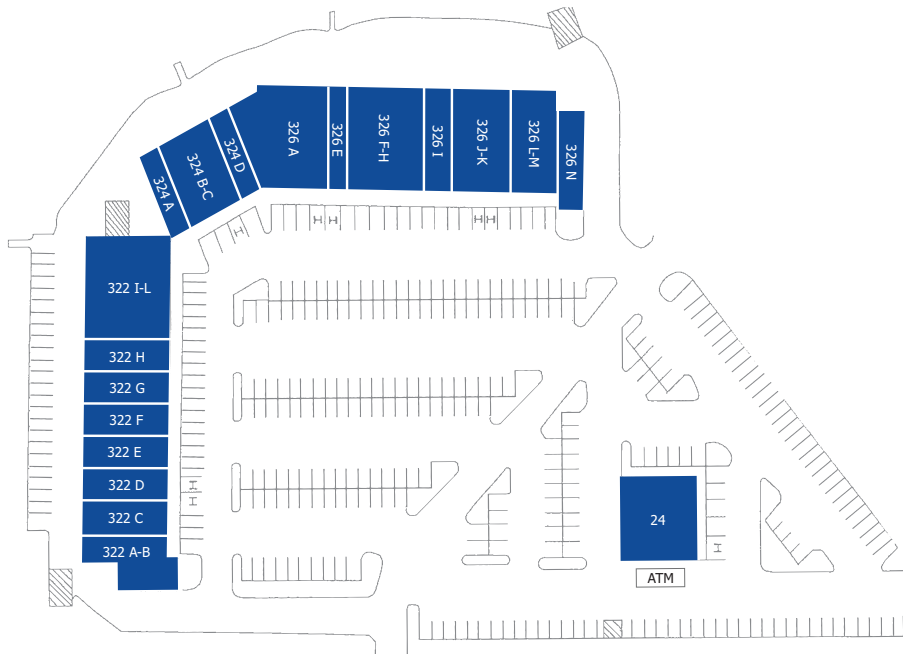 326 A
326 E
326 F-H
326 I
326 J-K
326 L-M
326 N
324 A
324 B-C
324 D
H
H
H
H
H
322 I-L
322 H
322 G
322 F
322 E
322 D
322 C
322 A-B
H
H
24
H
ATM